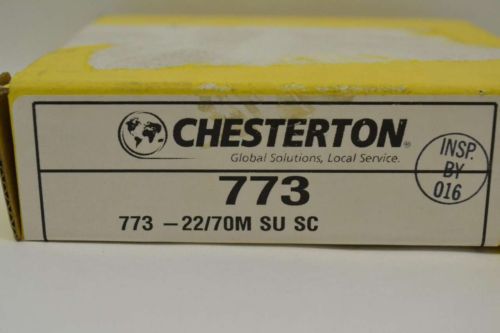 CHESTERTON®
Global Solutions, Local Service.
773
773 –22/70M SU SC
INSP.
BY
016